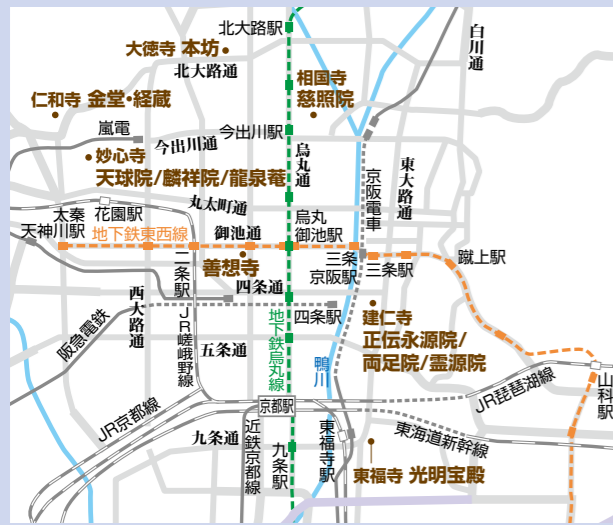 北大路駅
白川通
大徳寺 本坊
北大路通
相国寺
慈照院
仁和寺 金堂・経蔵
嵐電
今出川通
今出川駅
烏丸通
妙心寺
天球院/麟祥院/龍泉菴
京阪電車
東大路通
丸太町通
太秦
天神川駅
花園駅
地下鉄東西線
御池通
烏丸
御池駅
三条
京阪駅
三条駅
蹴上駅
二条駅
善想寺
四条通
西大路通
阪急電鉄
JR嵯峨野線
四条駅
地下鉄烏丸線
建仁寺
正伝永源院/
両足院/霊源院
五条通
鴨川
JR琵琶湖線
山科駅
京都駅
JR京都線
九条通
近鉄京都線
九条駅
東福寺駅
東海道新幹線
東福寺 光明宝殿